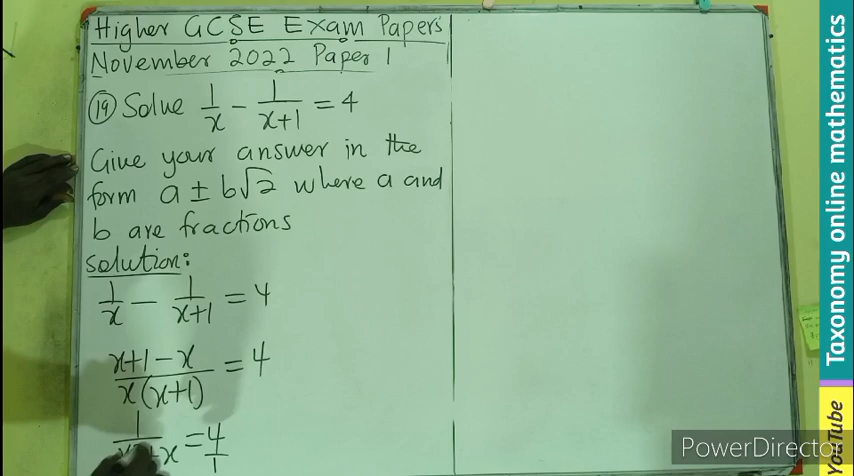 Higher GCSE Exam Papers
November 2022 Paper 1
(19) Solve 1/x - 1/(x+1) = 4
Give your answer in the
form a ± b√2 where a and
b are fractions
Solution:
1/x - 1/(x+1) = 4
(x+1-x)/(x(x+1)) = 4
1/ +x = 4/1
Taxonomy online mathematics
YouTube
PowerDirector